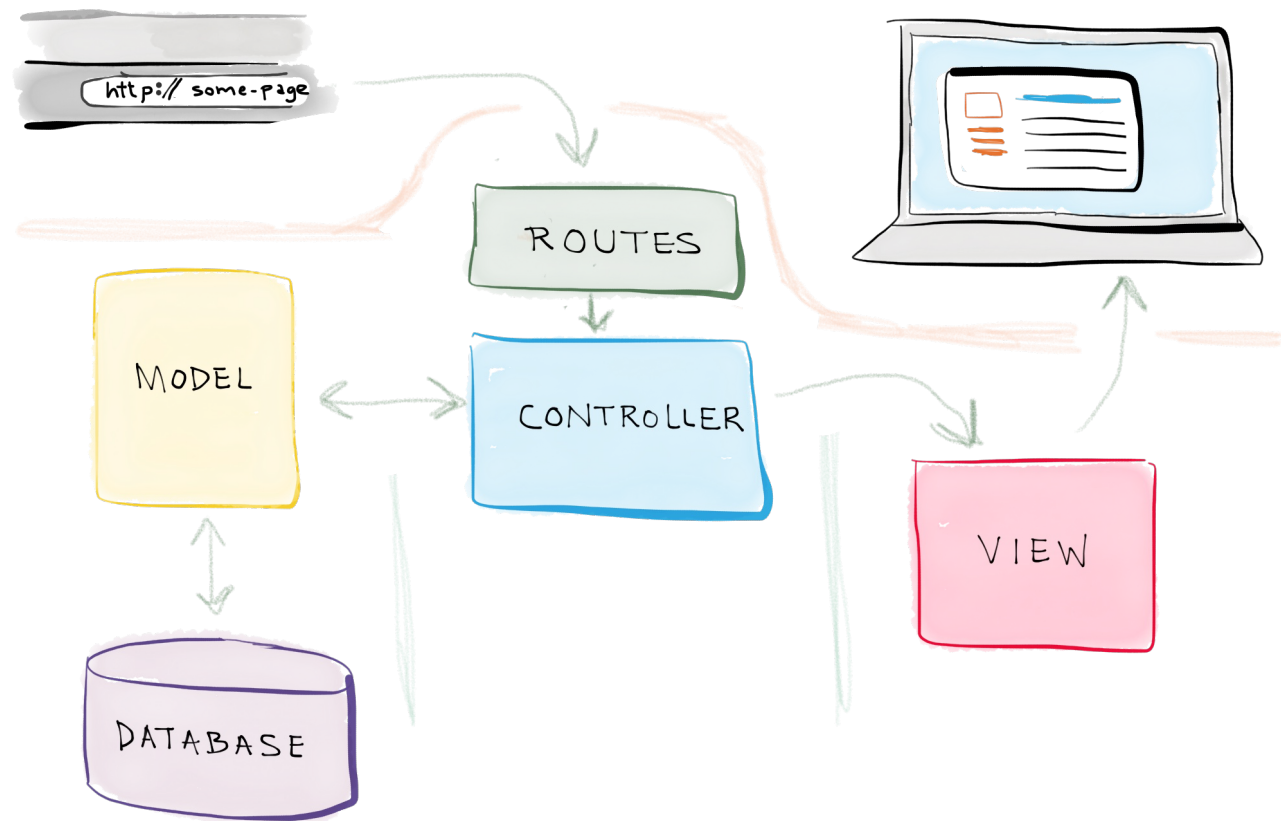 http:// some-page
ROUTES
MODEL
CONTROLLER
VIEW
DATABASE